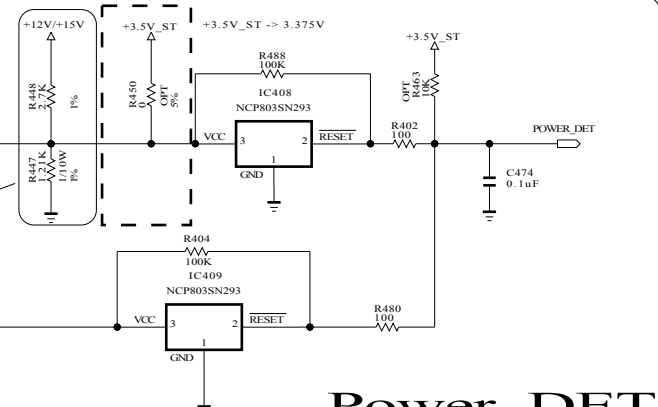 +12V/+15V
+3.5V_ST
+3.5V_ST -> 3.375V
+3.5V_ST
R448
2.7K
1%
R450
0
OPT
5%
R488
100K
IC408
NCP803SN293
OPT
R463
10K
VCC
3
2
RESET
1
GND
R402
100
POWER_DET
R447
1.21K
1/10W
1%
C474
0.1uF
R404
100K
IC409
NCP803SN293
VCC
3
2
RESET
1
GND
R480
100
Power_DET